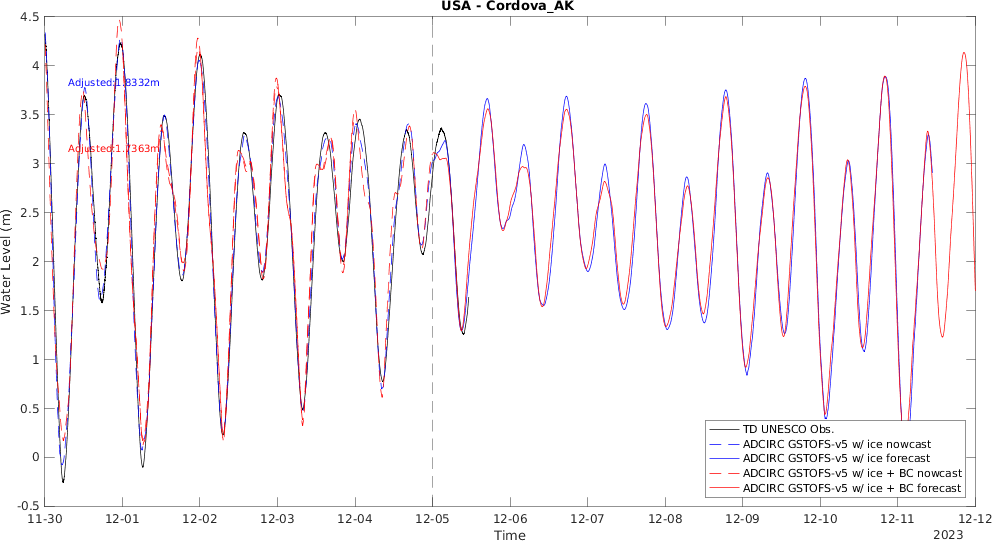 USA - Cordova_AK
4.5
4
3.5
3
2.5
2
1.5
1
0.5
0
-0.5
Water Level (m)
Adjusted:1.8332m
Adjusted:1.7363m
TD UNESCO Obs.
ADCIRC GSTOFS-v5 w/ ice nowcast
ADCIRC GSTOFS-v5 w/ ice forecast
ADCIRC GSTOFS-v5 w/ ice + BC nowcast
ADCIRC GSTOFS-v5 w/ ice + BC forecast
11-30 12-01 12-02 12-03 12-04 12-05 12-06 12-07 12-08 12-09 12-10 12-11 12-12
Time
2023